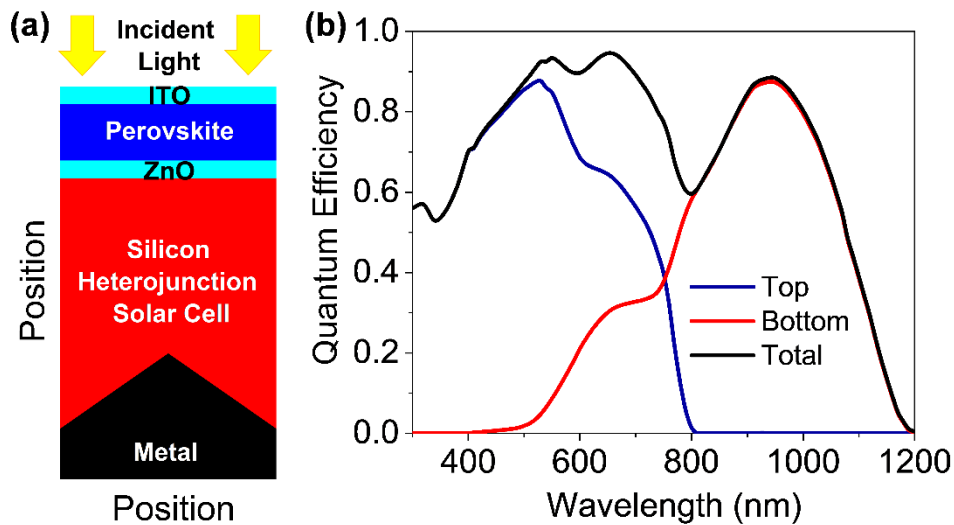 (a)
Incident
Light
ITO
Perovskite
ZnO
Silicon
Heterojunction
Solar Cell
Metal
Position
Position
(b)
1.0
0.8
0.6
0.4
0.2
0.0
Quantum Efficiency
Top
Bottom
Total
400 600 800 1000 1200
Wavelength (nm)